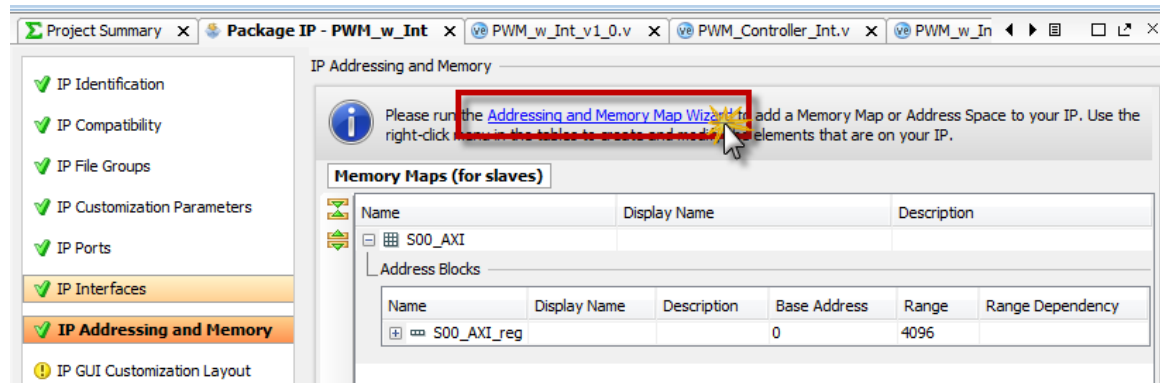 Project Summary
Package IP - PWM_w_Int
PWM_w_Int_v1_0.v
PWM_Controller_Int.v
PWM_w_In
IP Identification
IP Compatibility
IP File Groups
IP Customization Parameters
IP Ports
IP Interfaces
IP Addressing and Memory
IP GUI Customization Layout
IP Addressing and Memory
Please run the Addressing and Memory Map Wizard to add a Memory Map or Address Space to your IP. Use the
right-click menu in the tables to create and modify the elements that are on your IP.
Memory Maps (for slaves)
Name Display Name Description
S00_AXI
Address Blocks
Name Display Name Description Base Address Range Range Dependency
S00_AXI_reg 0 4096